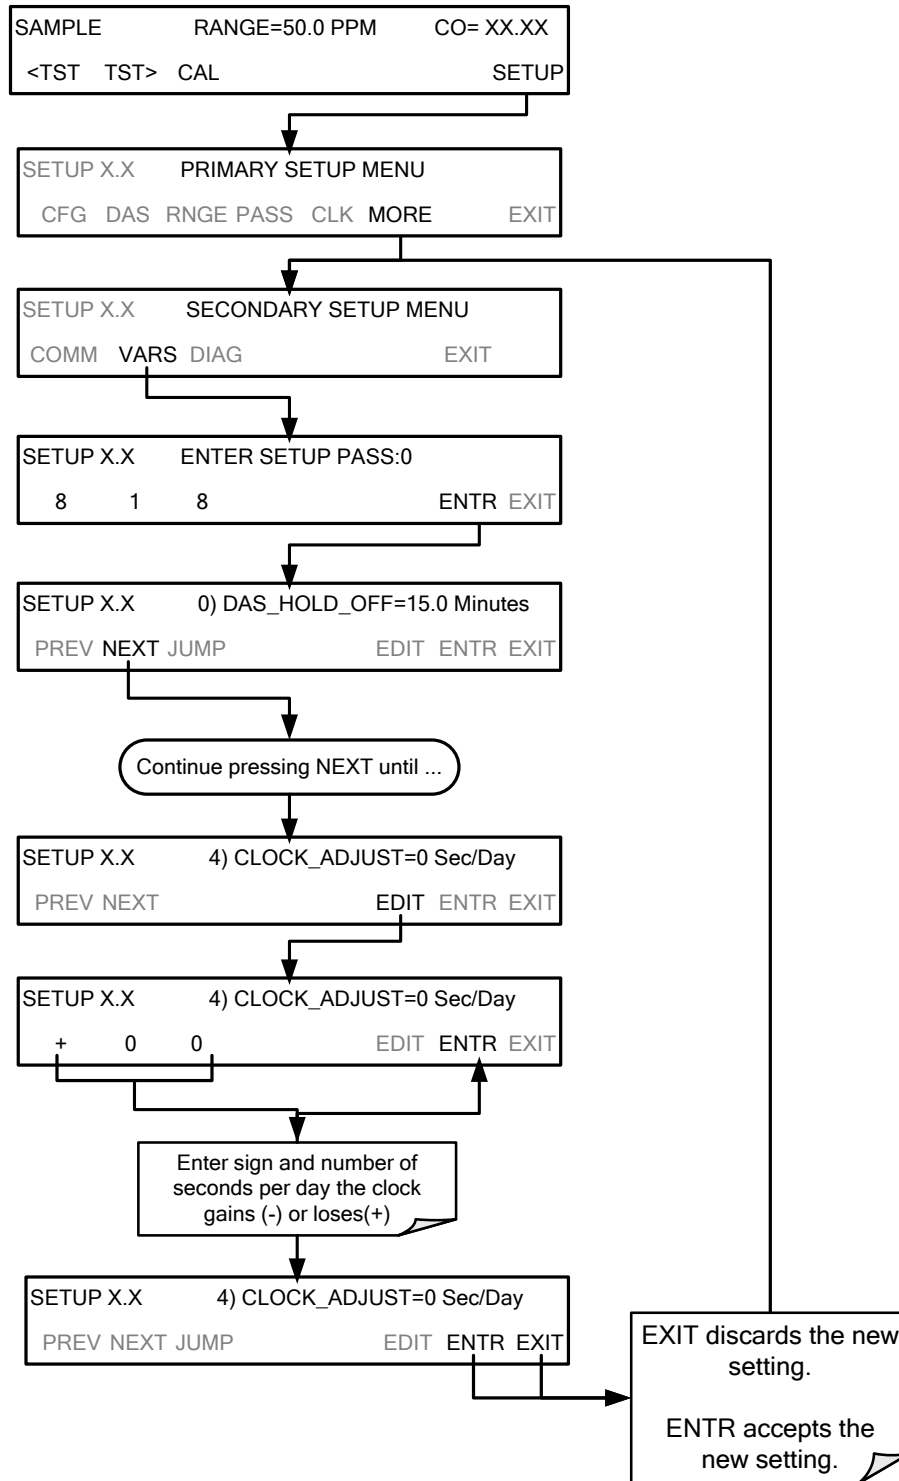 SAMPLE RANGE=50.0 PPM CO= XX.XX
<TST TST> CAL SETUP
SETUP X.X PRIMARY SETUP MENU
CFG DAS RNGE PASS CLK MORE EXIT
SETUP X.X SECONDARY SETUP MENU
COMM VARS DIAG EXIT
SETUP X.X ENTER SETUP PASS:0
8 1 8 ENTR EXIT
SETUP X.X 0) DAS_HOLD_OFF=15.0 Minutes
PREV NEXT JUMP EDIT ENTR EXIT
Continue pressing NEXT until ...
SETUP X.X 4) CLOCK_ADJUST=0 Sec/Day
PREV NEXT EDIT ENTR EXIT
SETUP X.X 4) CLOCK_ADJUST=0 Sec/Day
+ 0 0 EDIT ENTR EXIT
Enter sign and number of
seconds per day the clock
gains (-) or loses(+)
SETUP X.X 4) CLOCK_ADJUST=0 Sec/Day
PREV NEXT JUMP EDIT ENTR EXIT
EXIT discards the new
setting.
ENTR accepts the
new setting.